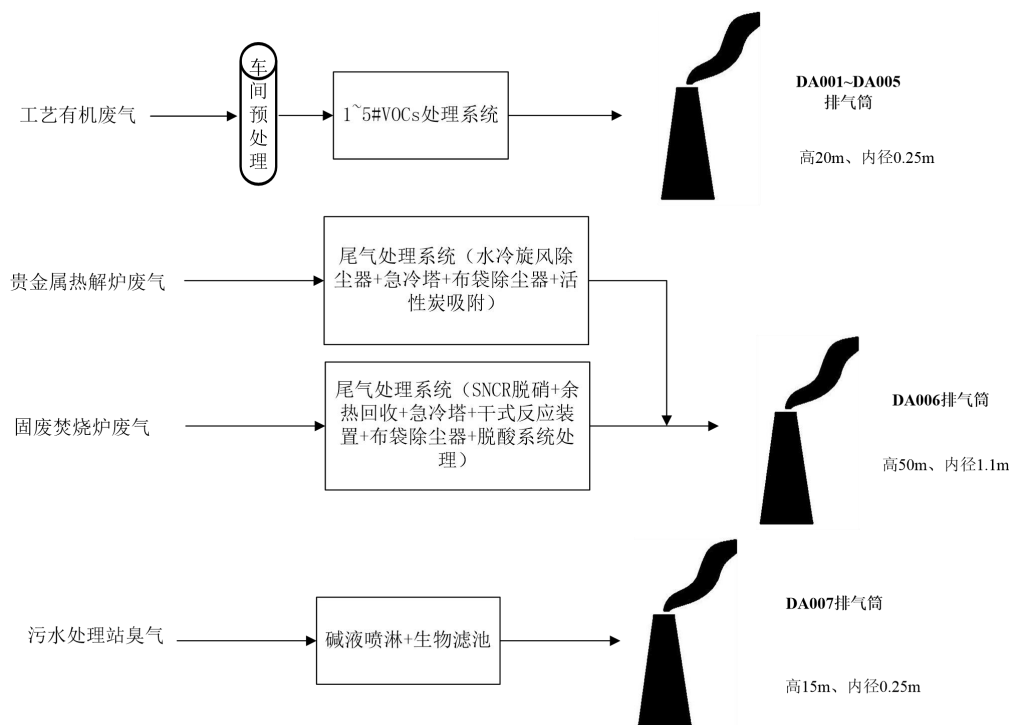 工艺有机废气
车
间
预
处
理
1~5#VOCs处理系统
DA001~DA005
排气筒
高20m、内径0.25m
贵金属热解炉废气
尾气处理系统（水冷旋风除
尘器+急冷塔+布袋除尘器+活
性炭吸附）
固废焚烧炉废气
尾气处理系统（SNCR脱硝+余
热回收+急冷塔+干式反应装
置+布袋除尘器+脱酸系统处
理）
DA006排气筒
高50m、内径1.1m
污水处理站臭气
碱液喷淋+生物滤池
DA007排气筒
高15m、内径0.25m